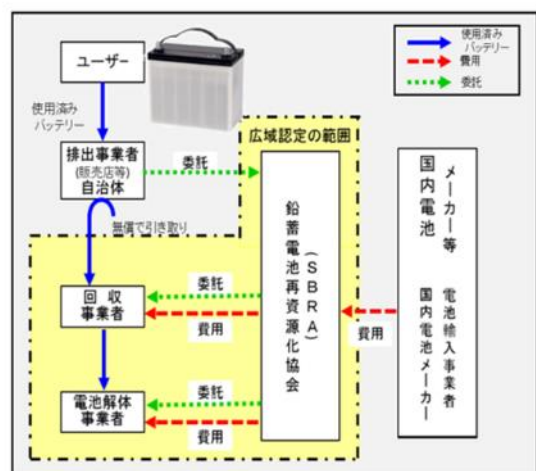 使用済み
バッテリー
費用
委託
ユーザー
使用済み
バッテリー
排出事業者
(販売店等)
自治体
委託
広域認定の範囲
無償で引き取り
回収
事業者
委託
費用
電池解体
事業者
委託
費用
鉛蓄電池再資源化協会
(SBRA)
費用
国内電池
メーカー等
電池輸入事業者
国内電池メーカー